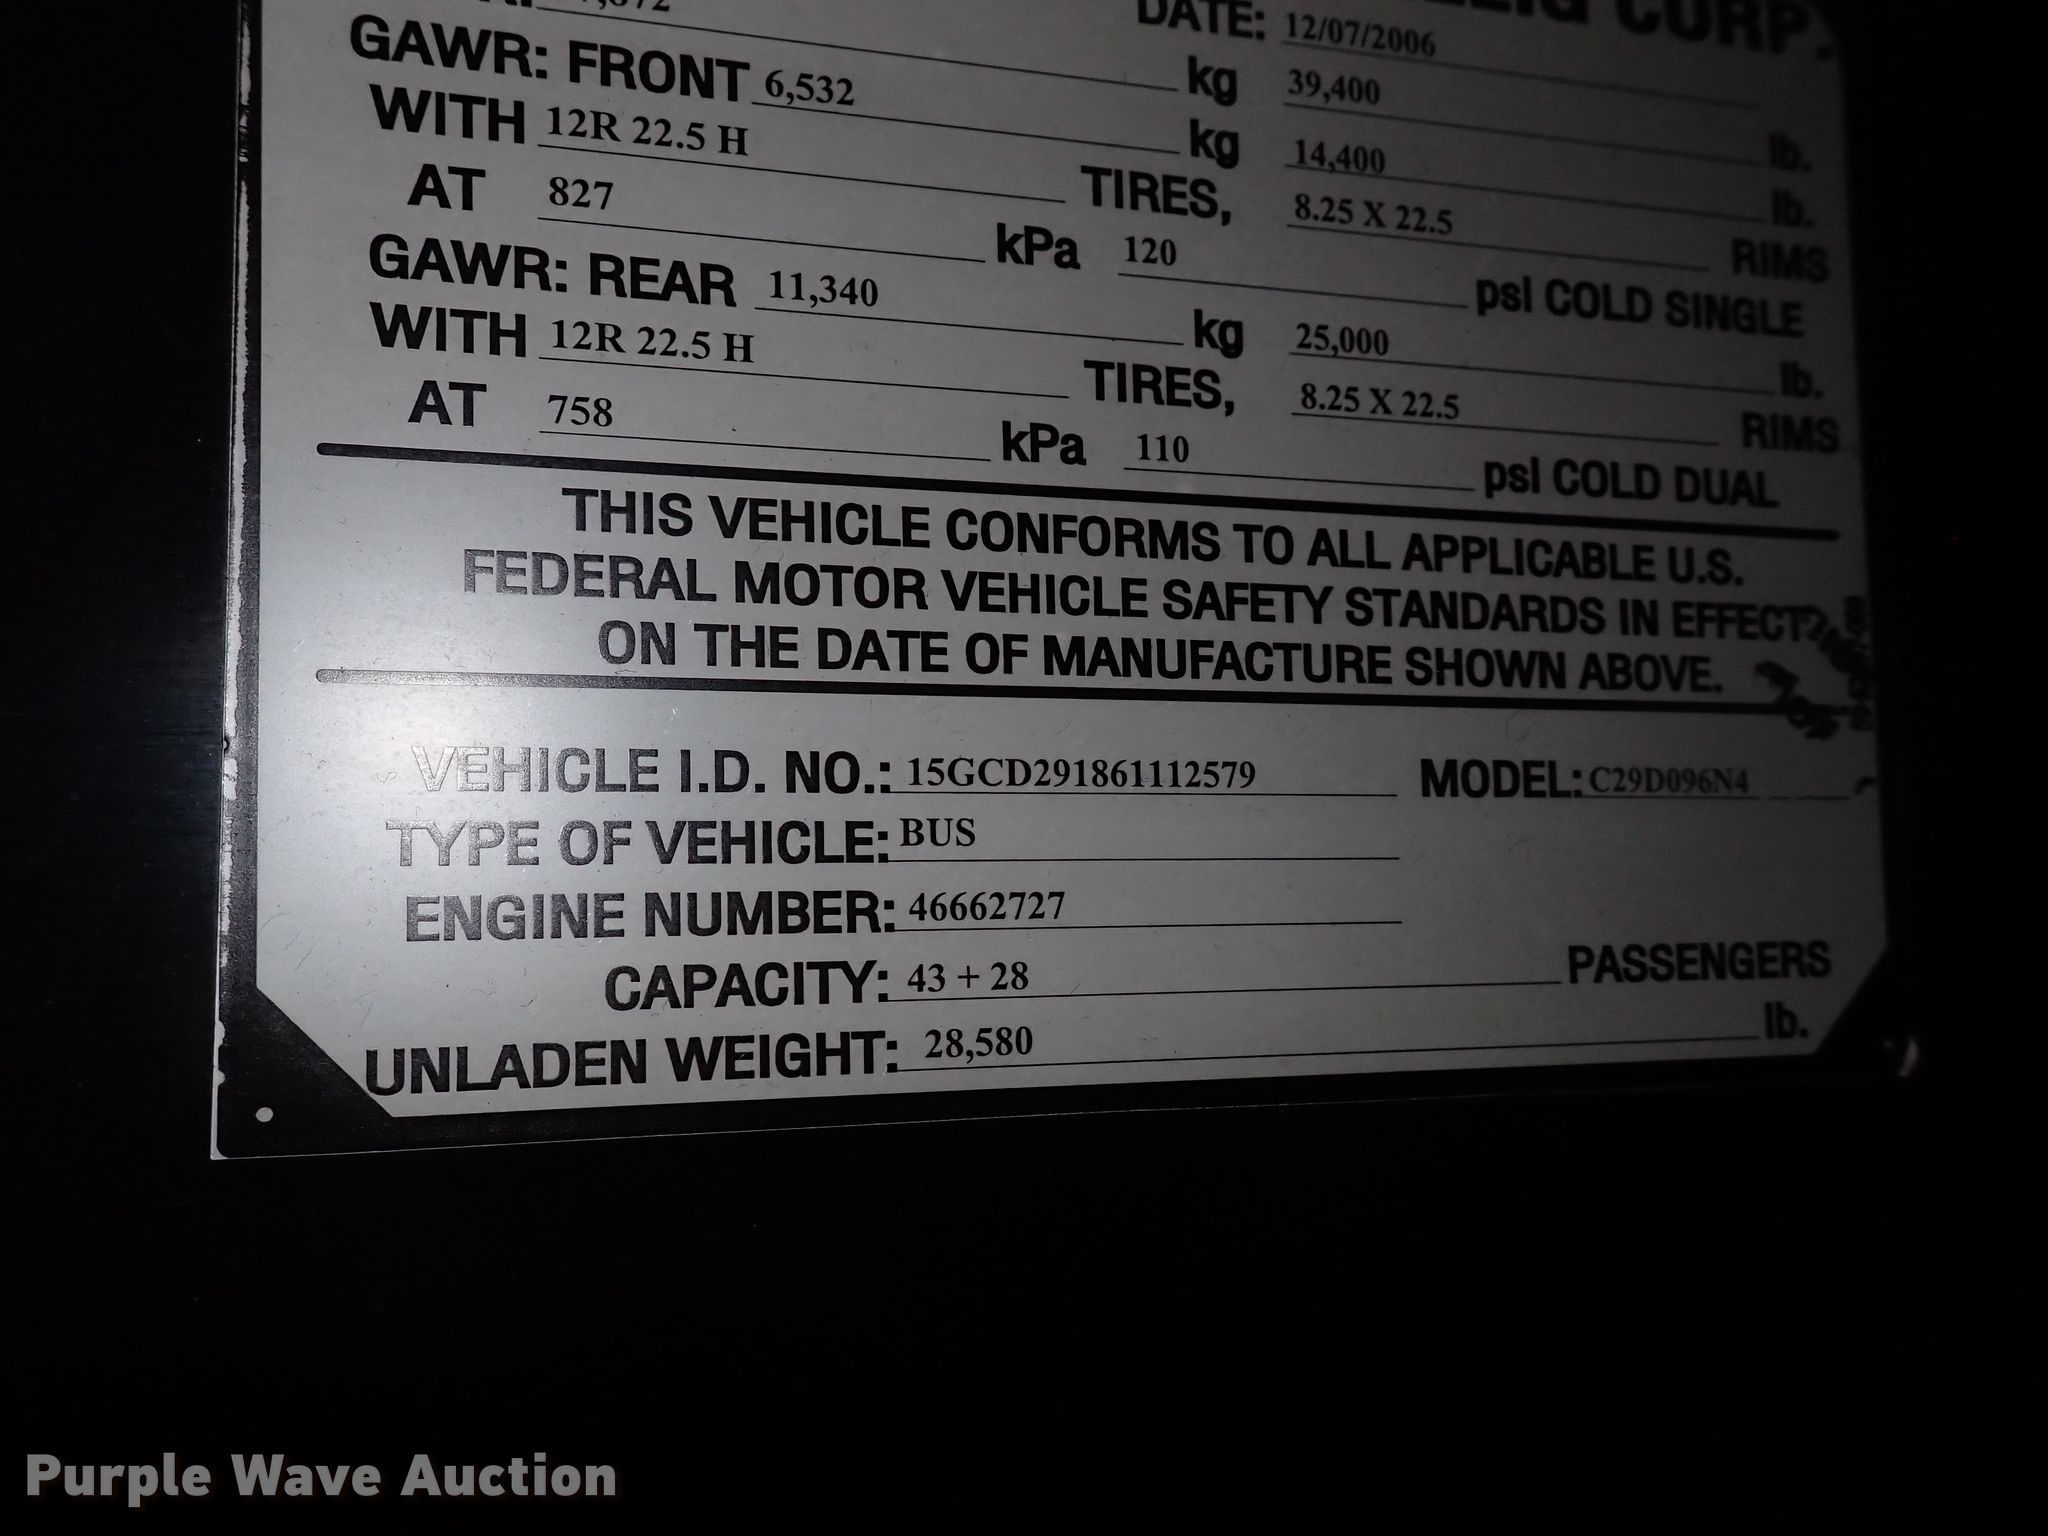 CORP.
DATE: 12/07/2006
kg 39,400 lb.
GAWR: FRONT 6,532 kg 14,400 lb.
WITH 12R 22.5 H TIRES, 8.25 X 22.5 RIMS
AT 827 kPa 120 psI COLD SINGLE
GAWR: REAR 11,340 kg 25,000 lb.
WITH 12R 22.5 H TIRES, 8.25 X 22.5 RIMS
AT 758 kPa 110 psI COLD DUAL
THIS VEHICLE CONFORMS TO ALL APPLICABLE U.S.
FEDERAL MOTOR VEHICLE SAFETY STANDARDS IN EFFECT
ON THE DATE OF MANUFACTURE SHOWN ABOVE.
VEHICLE I.D. NO.: 15GCD291861112579 MODEL: C29D096N4
TYPE OF VEHICLE: BUS
ENGINE NUMBER: 46662727
CAPACITY: 43 + 28 PASSENGERS
UNLADEN WEIGHT: 28,580 lb.
Purple Wave Auction